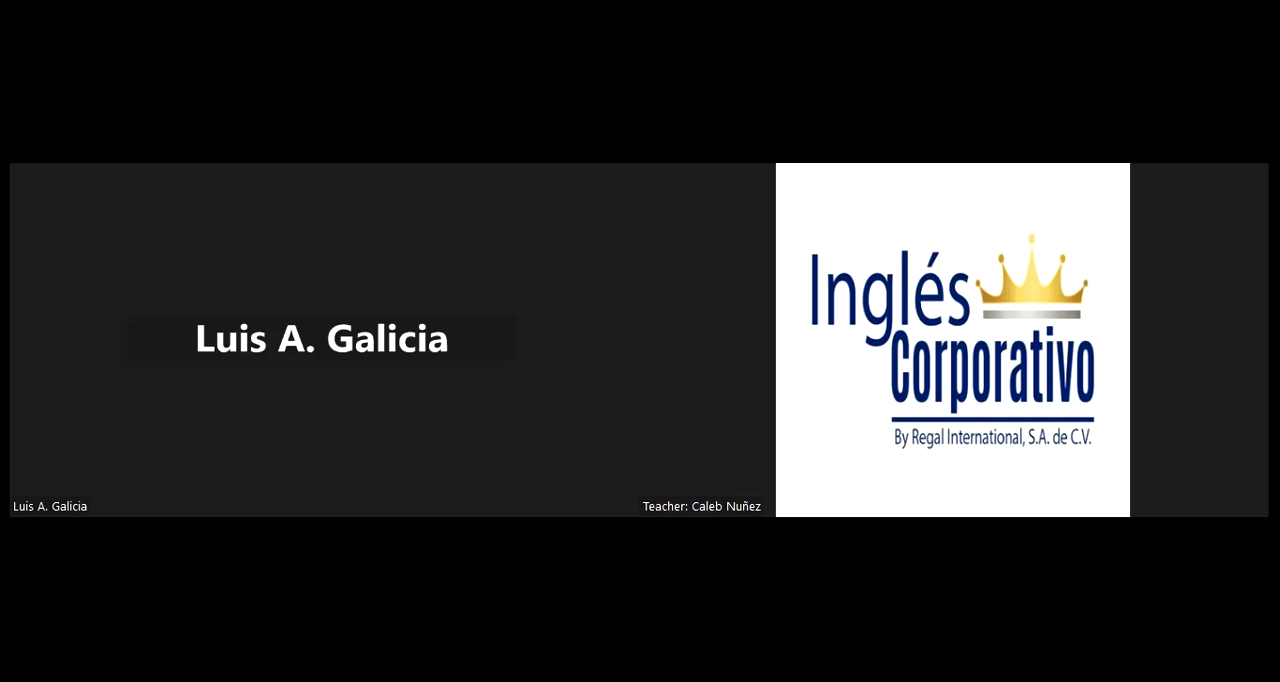 Luis A. Galicia
Inglés
Corporativo
By Regal International, S.A. de C.V.
Luis A. Galicia
Teacher: Caleb Nuñez